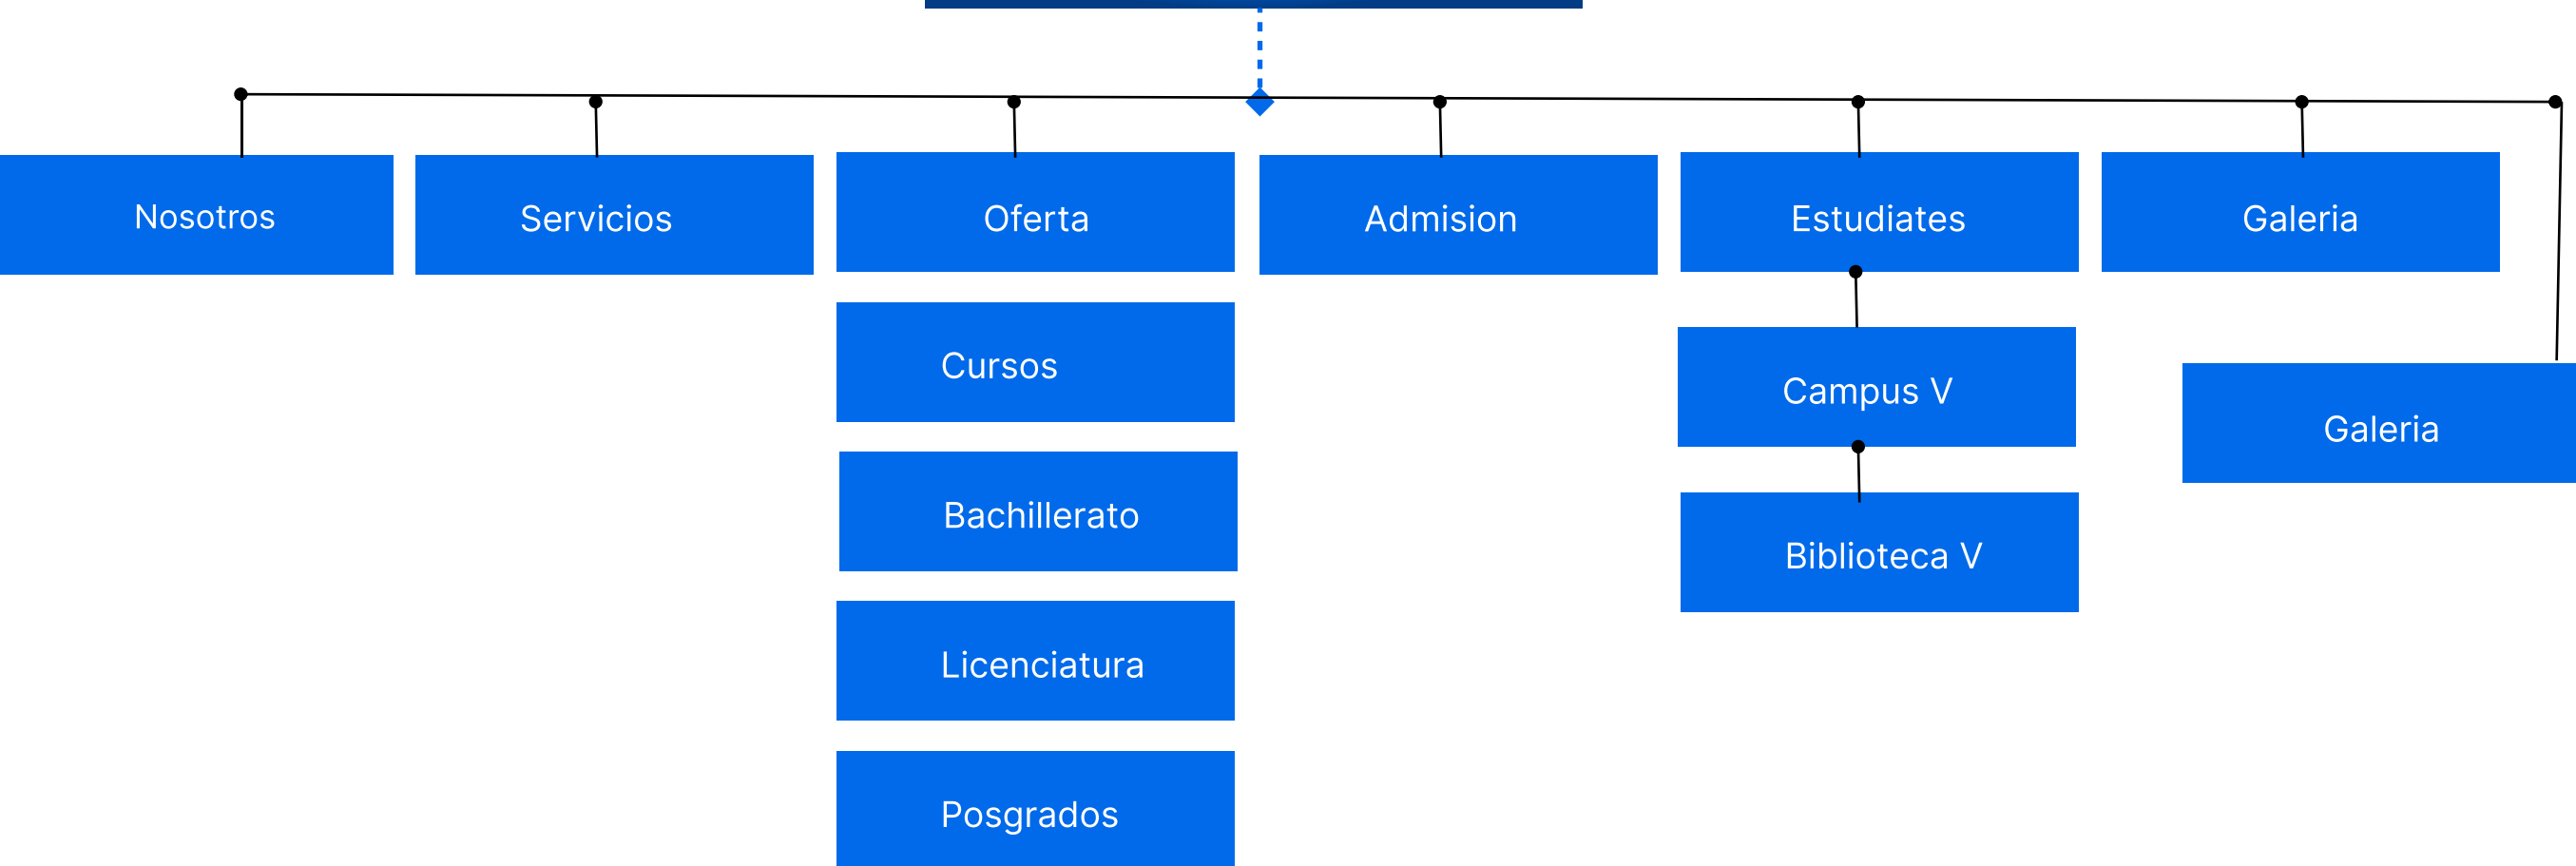 Nosotros
Servicios
Oferta
Admision
Estudiates
Galeria
Cursos
Campus V
Galeria
Bachillerato
Biblioteca V
Licenciatura
Posgrados